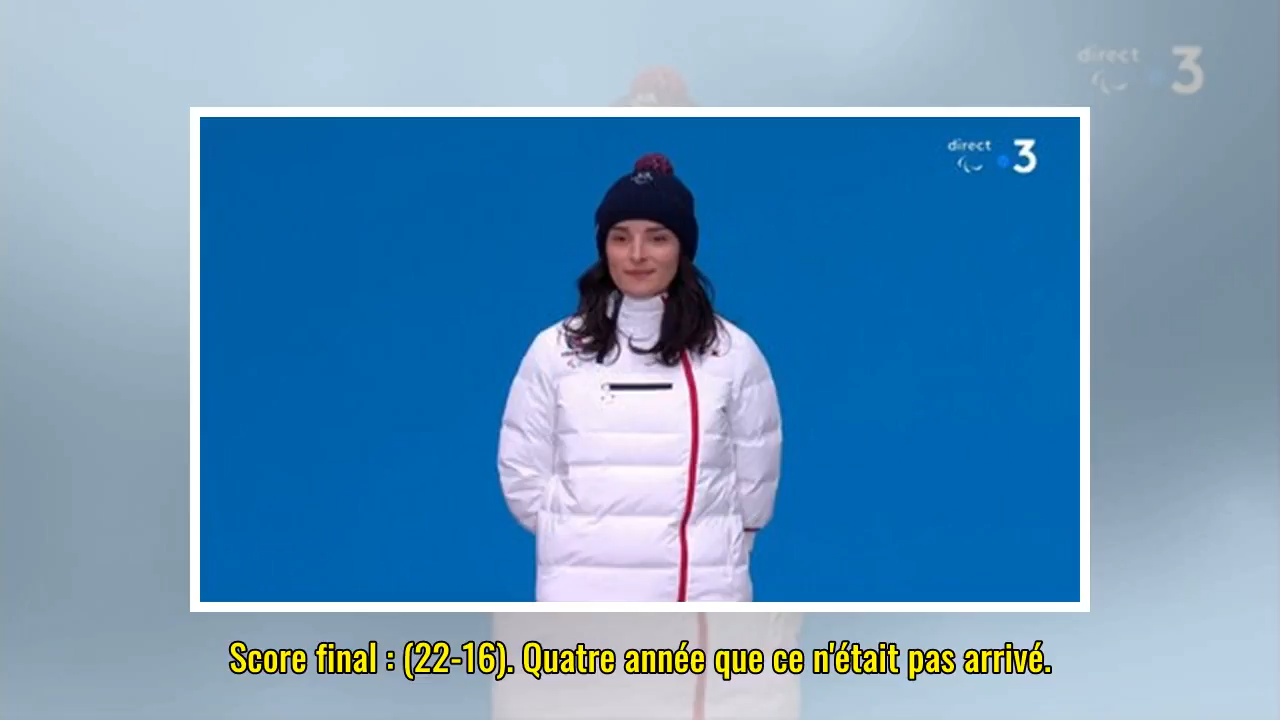 direct
3
direct
3
Score final : (22-16). Quatre année que ce n'était pas arrivé.